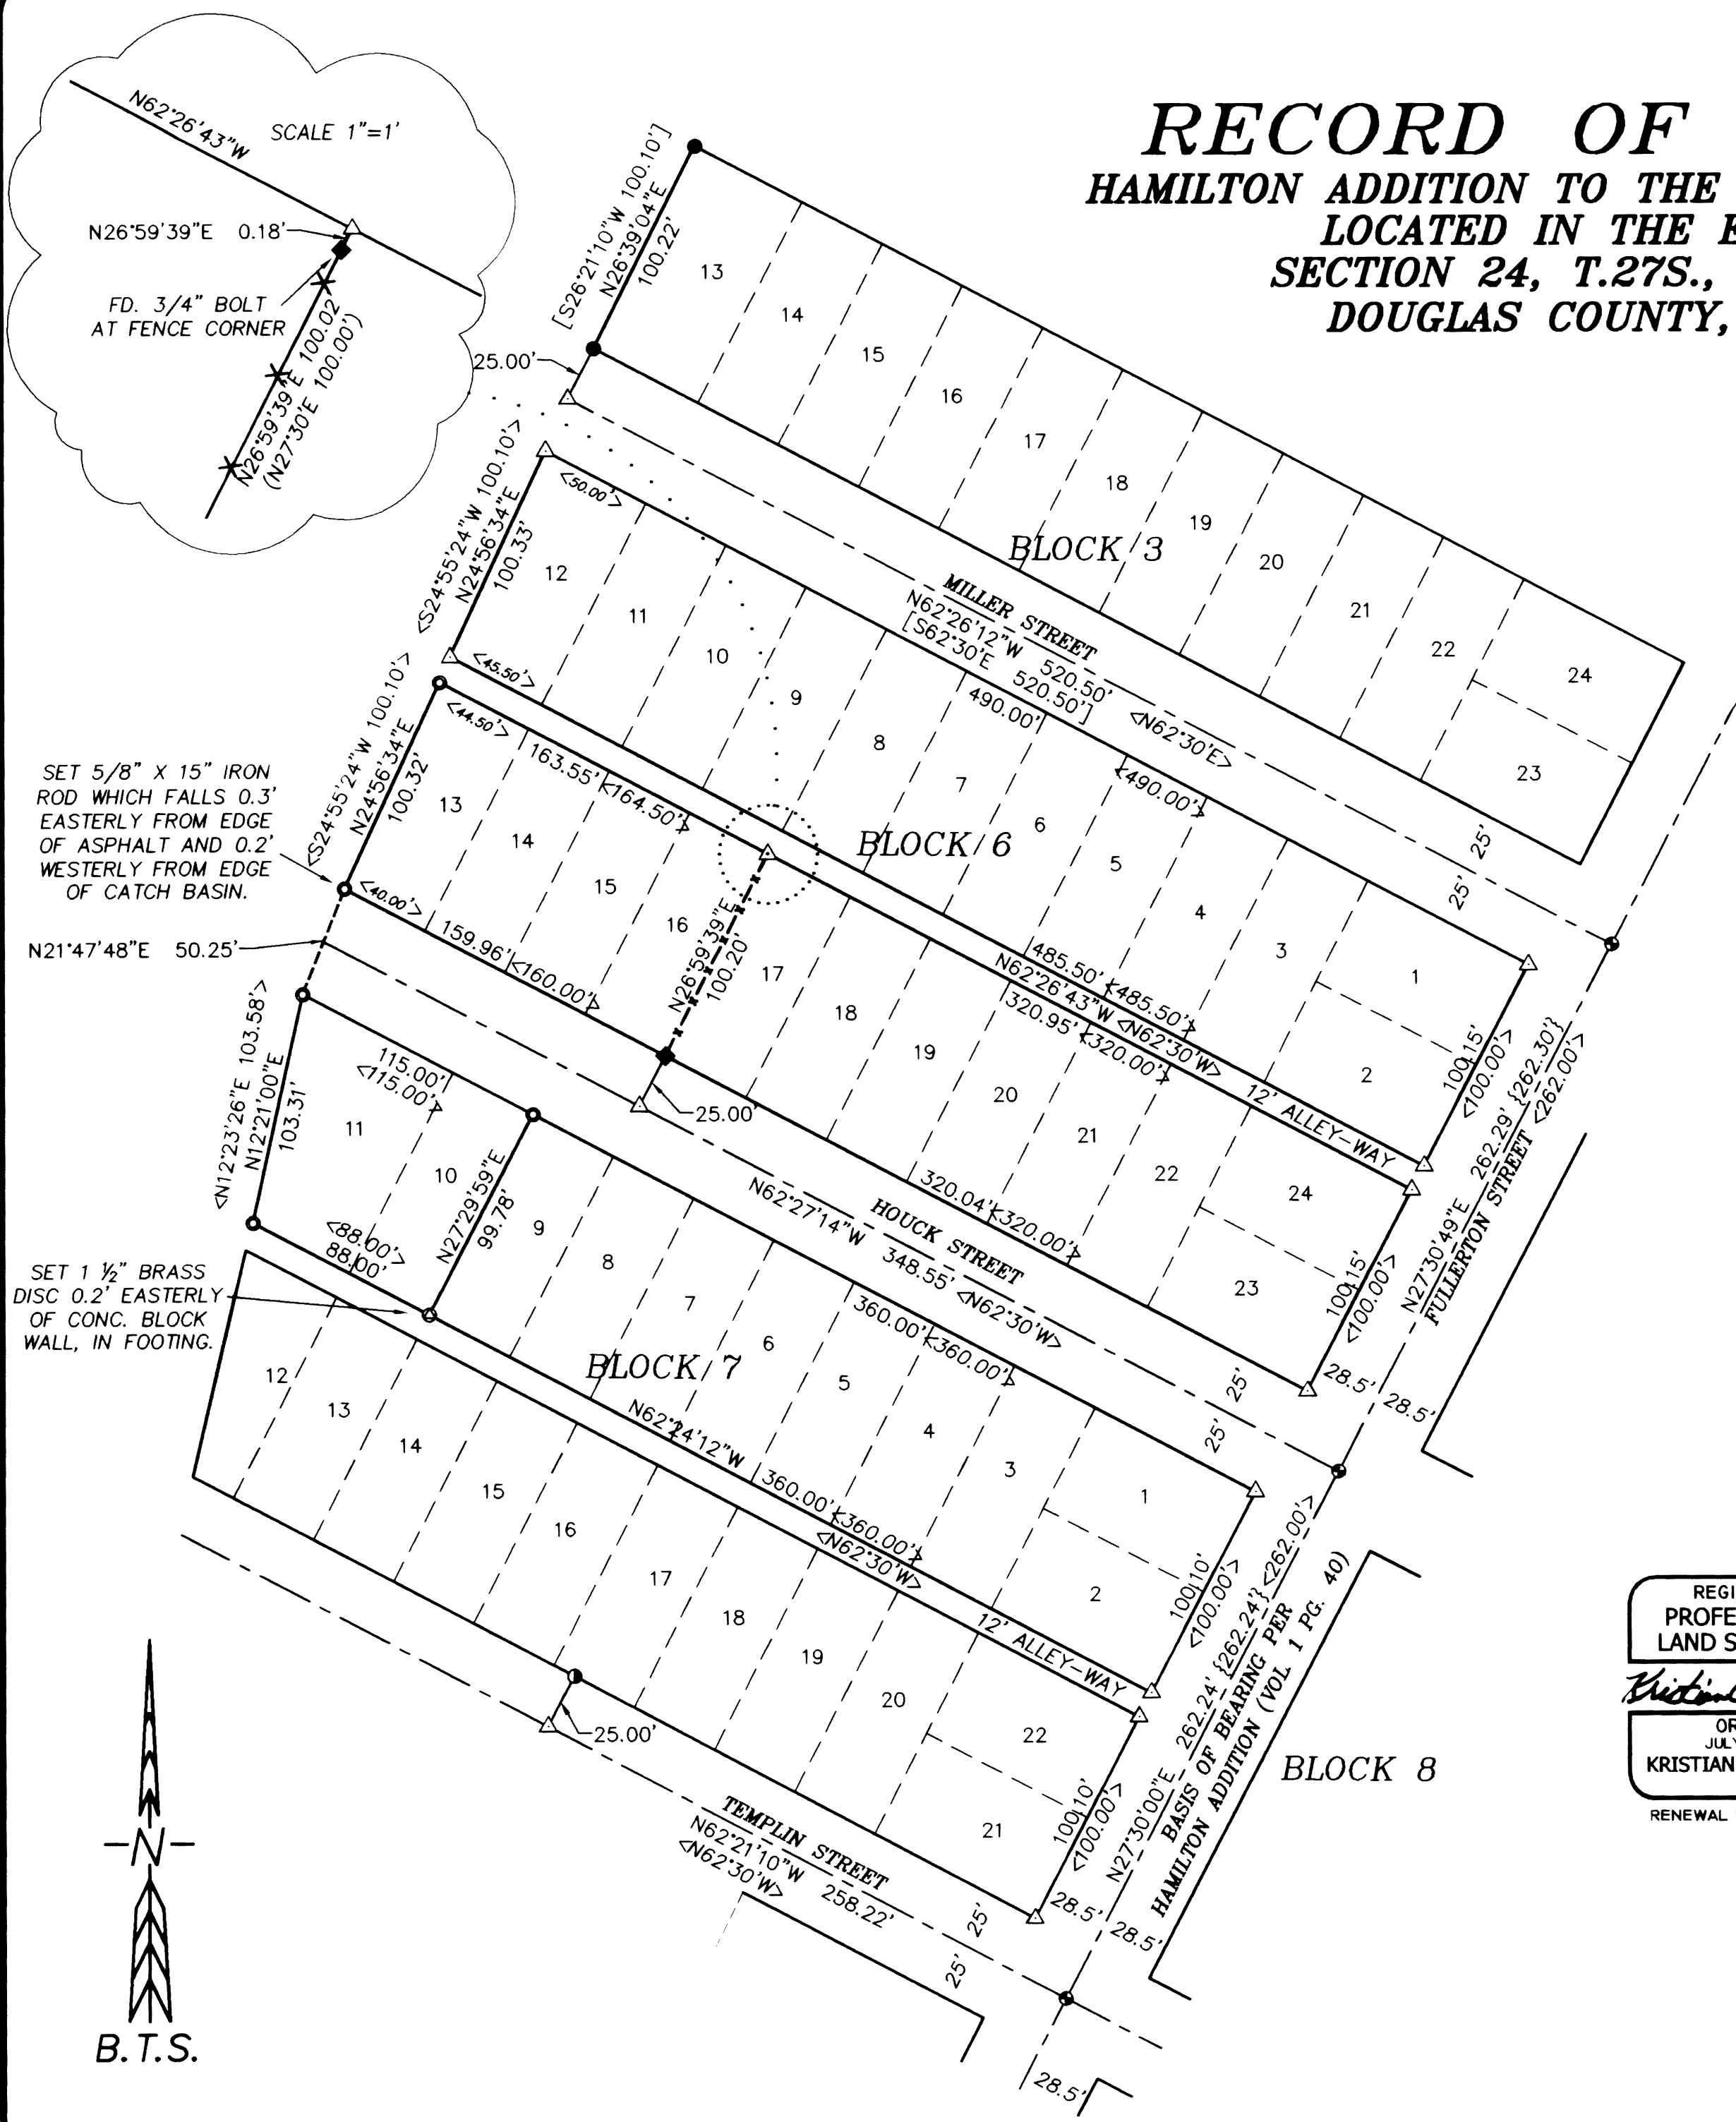 RECORD OF
HAMILTON ADDITION TO THE
LOCATED IN THE
SECTION 24, T.27S.,
DOUGLAS COUNTY,
N62°26'43"W
SCALE 1"=1'
N26°59'39"E 0.18'
FD. 3/4" BOLT
AT FENCE CORNER
N26°59'39"E 100.02'
(N27°30'E 100.00')
[S26°21'10"W 100.10']
N26°39'04"E
100.22'
25.00'
13
14
15
16
17
18
19
20
21
22
24
23
BLOCK 3
MILLER STREET
N62°26'12"W 520.50'
[S62°30'E 520.50']
<N62°30'E>
<S24°55'24"W 100.10'>
N24°56'34"E
100.33'
<50.00'>
490.00'
<490.00'>
12
11
10
9
8
7
6
5
4
3
1
2
BLOCK 6
25'
25'
<45.50'>
485.50'
<485.50'>
N62°26'43"W <N62°30'W>
12' ALLEY-WAY
100.15'
<100.00'>
<S24°55'24"W 100.10'>
N24°56'34"E
100.32'
<44.50'>
163.55'
<164.50'>
320.95'
<320.00'>
SET 5/8" X 15" IRON
ROD WHICH FALLS 0.3'
EASTERLY FROM EDGE
OF ASPHALT AND 0.2'
WESTERLY FROM EDGE
OF CATCH BASIN.
13
14
15
16
17
18
19
20
21
22
24
23
N26°59'39"E
100.20'
<40.00'>
159.96'
<160.00'>
320.04'
<320.00'>
100.15'
<100.00'>
N27°30'49"E 262.29' {262.30'}
FULLERTON STREET <262.00'>
N21°47'48"E 50.25'
25.00'
HOUCK STREET
N62°27'14"W 348.55' <N62°30'W>
28.5'
28.5'
25'
25'
<N12°23'26"E 103.58'>
N12°21'00"E
103.31'
115.00'
<115.00'>
360.00'
<360.00'>
11
10
9
8
7
6
5
4
3
1
2
N27°29'59"E
99.78'
<88.00'>
88.00'
SET 1 ½" BRASS
DISC 0.2' EASTERLY
OF CONC. BLOCK
WALL, IN FOOTING.
BLOCK 7
N62°24'12"W
360.00'
<360.00'>
<N62°30'W>
12' ALLEY-WAY
100.10'
<100.00'>
12
13
14
15
16
17
18
19
20
22
21
100.10'
<100.00'>
N27°30'00"E 262.24' {262.24'} <262.00'>
BASIS OF BEARING PER
HAMILTON ADDITION (VOL 1 PG. 40)
BLOCK 8
25.00'
TEMPLIN STREET
N62°21'10"W 258.22'
<N62°30'W>
25'
25'
28.5'
28.5'
28.5'
N
B.T.S.
REGI
PROFE
LAND S
OR
JULY
KRISTIAN
RENEWAL